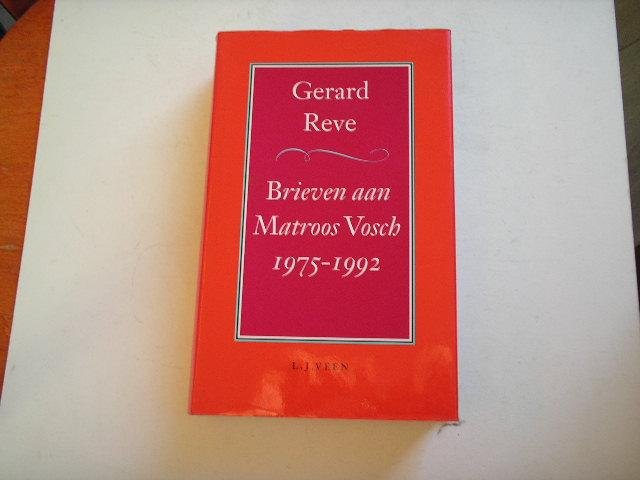 Gerard
Reve
Brieven aan
Matroos Vosch
1975-1992
L.J.VEEN